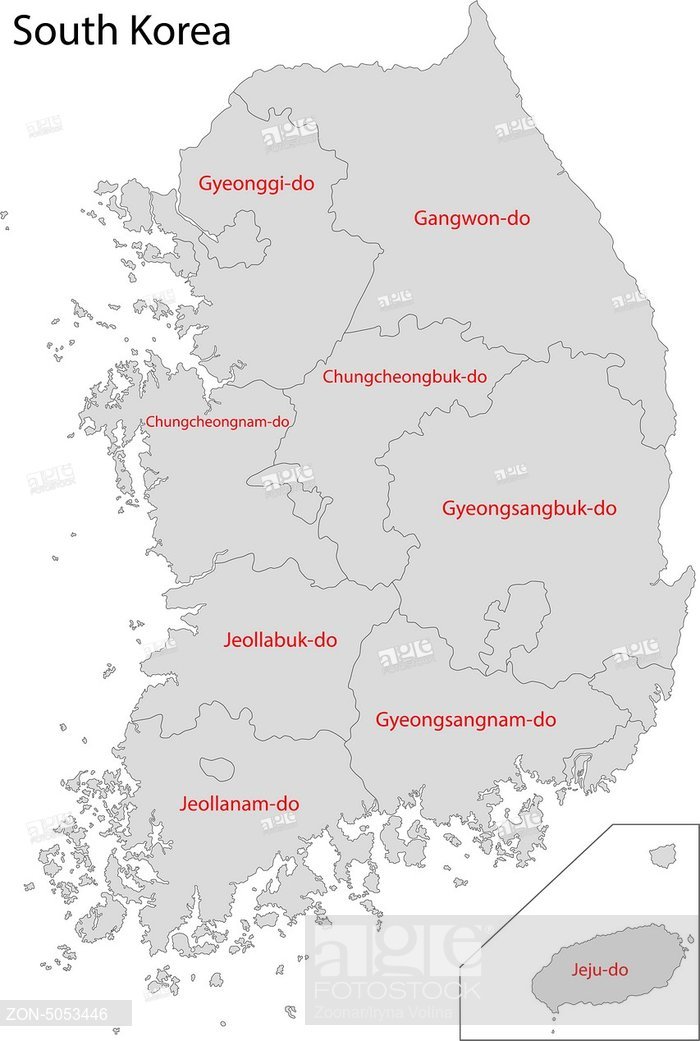 South Korea
Gyeonggi-do
Gangwon-do
Chungcheongbuk-do
Chungcheongnam-do
Gyeongsangbuk-do
Jeollabuk-do
Gyeongsangnam-do
Jeollanam-do
Jeju-do
age
FOTOSTOCK
Zoonar/Iryna Volina
ZON-5053446